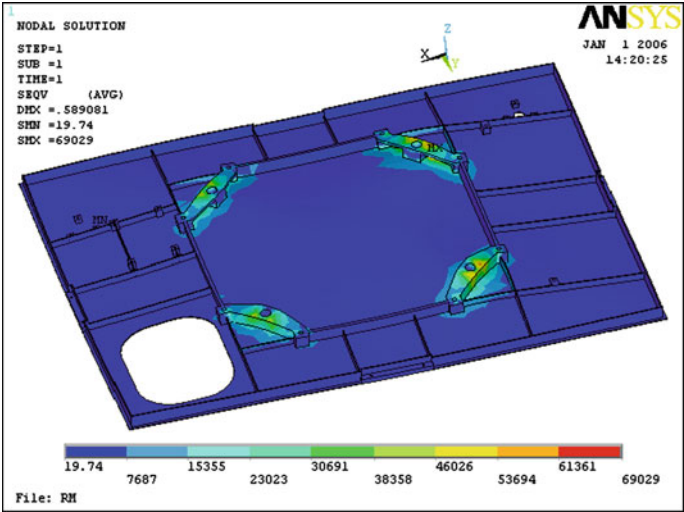 1
NODAL SOLUTION
STEP=1
SUB =1
TIME=1
SEQV (AVG)
DMX =.589081
SMN =19.74
SMX =69029
ANSYS
JAN 1 2006
14:20:25
Z
X
Y
MX
MN
19.74 15355 30691 46026 61361
7687 23023 38358 53694 69029
File: RM